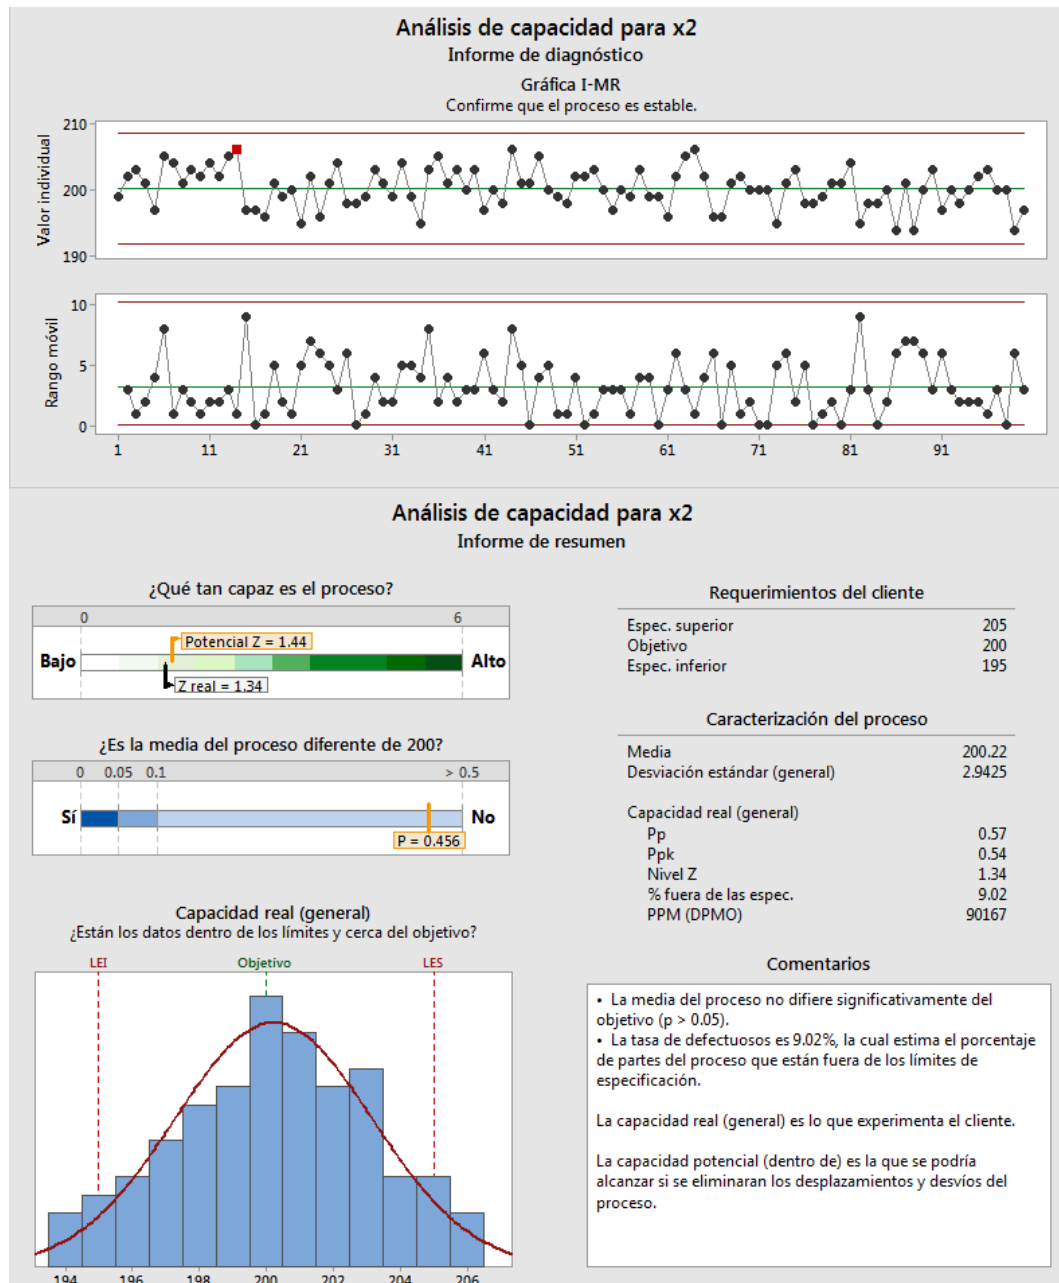 Análisis de capacidad para x2
Informe de diagnóstico
Gráfica I-MR
Confirme que el proceso es estable.
Valor individual
210
200
190
Rango móvil
10
5
0
1 11 21 31 41 51 61 71 81 91
Análisis de capacidad para x2
Informe de resumen
¿Qué tan capaz es el proceso?
0 6
Potencial Z = 1.44
Bajo Alto
Z real = 1.34
¿Es la media del proceso diferente de 200?
0 0.05 0.1 > 0.5
Sí No
P = 0.456
Capacidad real (general)
¿Están los datos dentro de los límites y cerca del objetivo?
LEI Objetivo LES
194 196 198 200 202 204 206
Requerimientos del cliente
Espec. superior 205
Objetivo 200
Espec. inferior 195
Caracterización del proceso
Media 200.22
Desviación estándar (general) 2.9425
Capacidad real (general)
Pp 0.57
Ppk 0.54
Nivel Z 1.34
% fuera de las espec. 9.02
PPM (DPMO) 90167
Comentarios
• La media del proceso no difiere significativamente del
objetivo (p > 0.05).
• La tasa de defectuosos es 9.02%, la cual estima el porcentaje
de partes del proceso que están fuera de los límites de
especificación.
La capacidad real (general) es lo que experimenta el cliente.
La capacidad potencial (dentro de) es la que se podría
alcanzar si se eliminaran los desplazamientos y desvíos del
proceso.